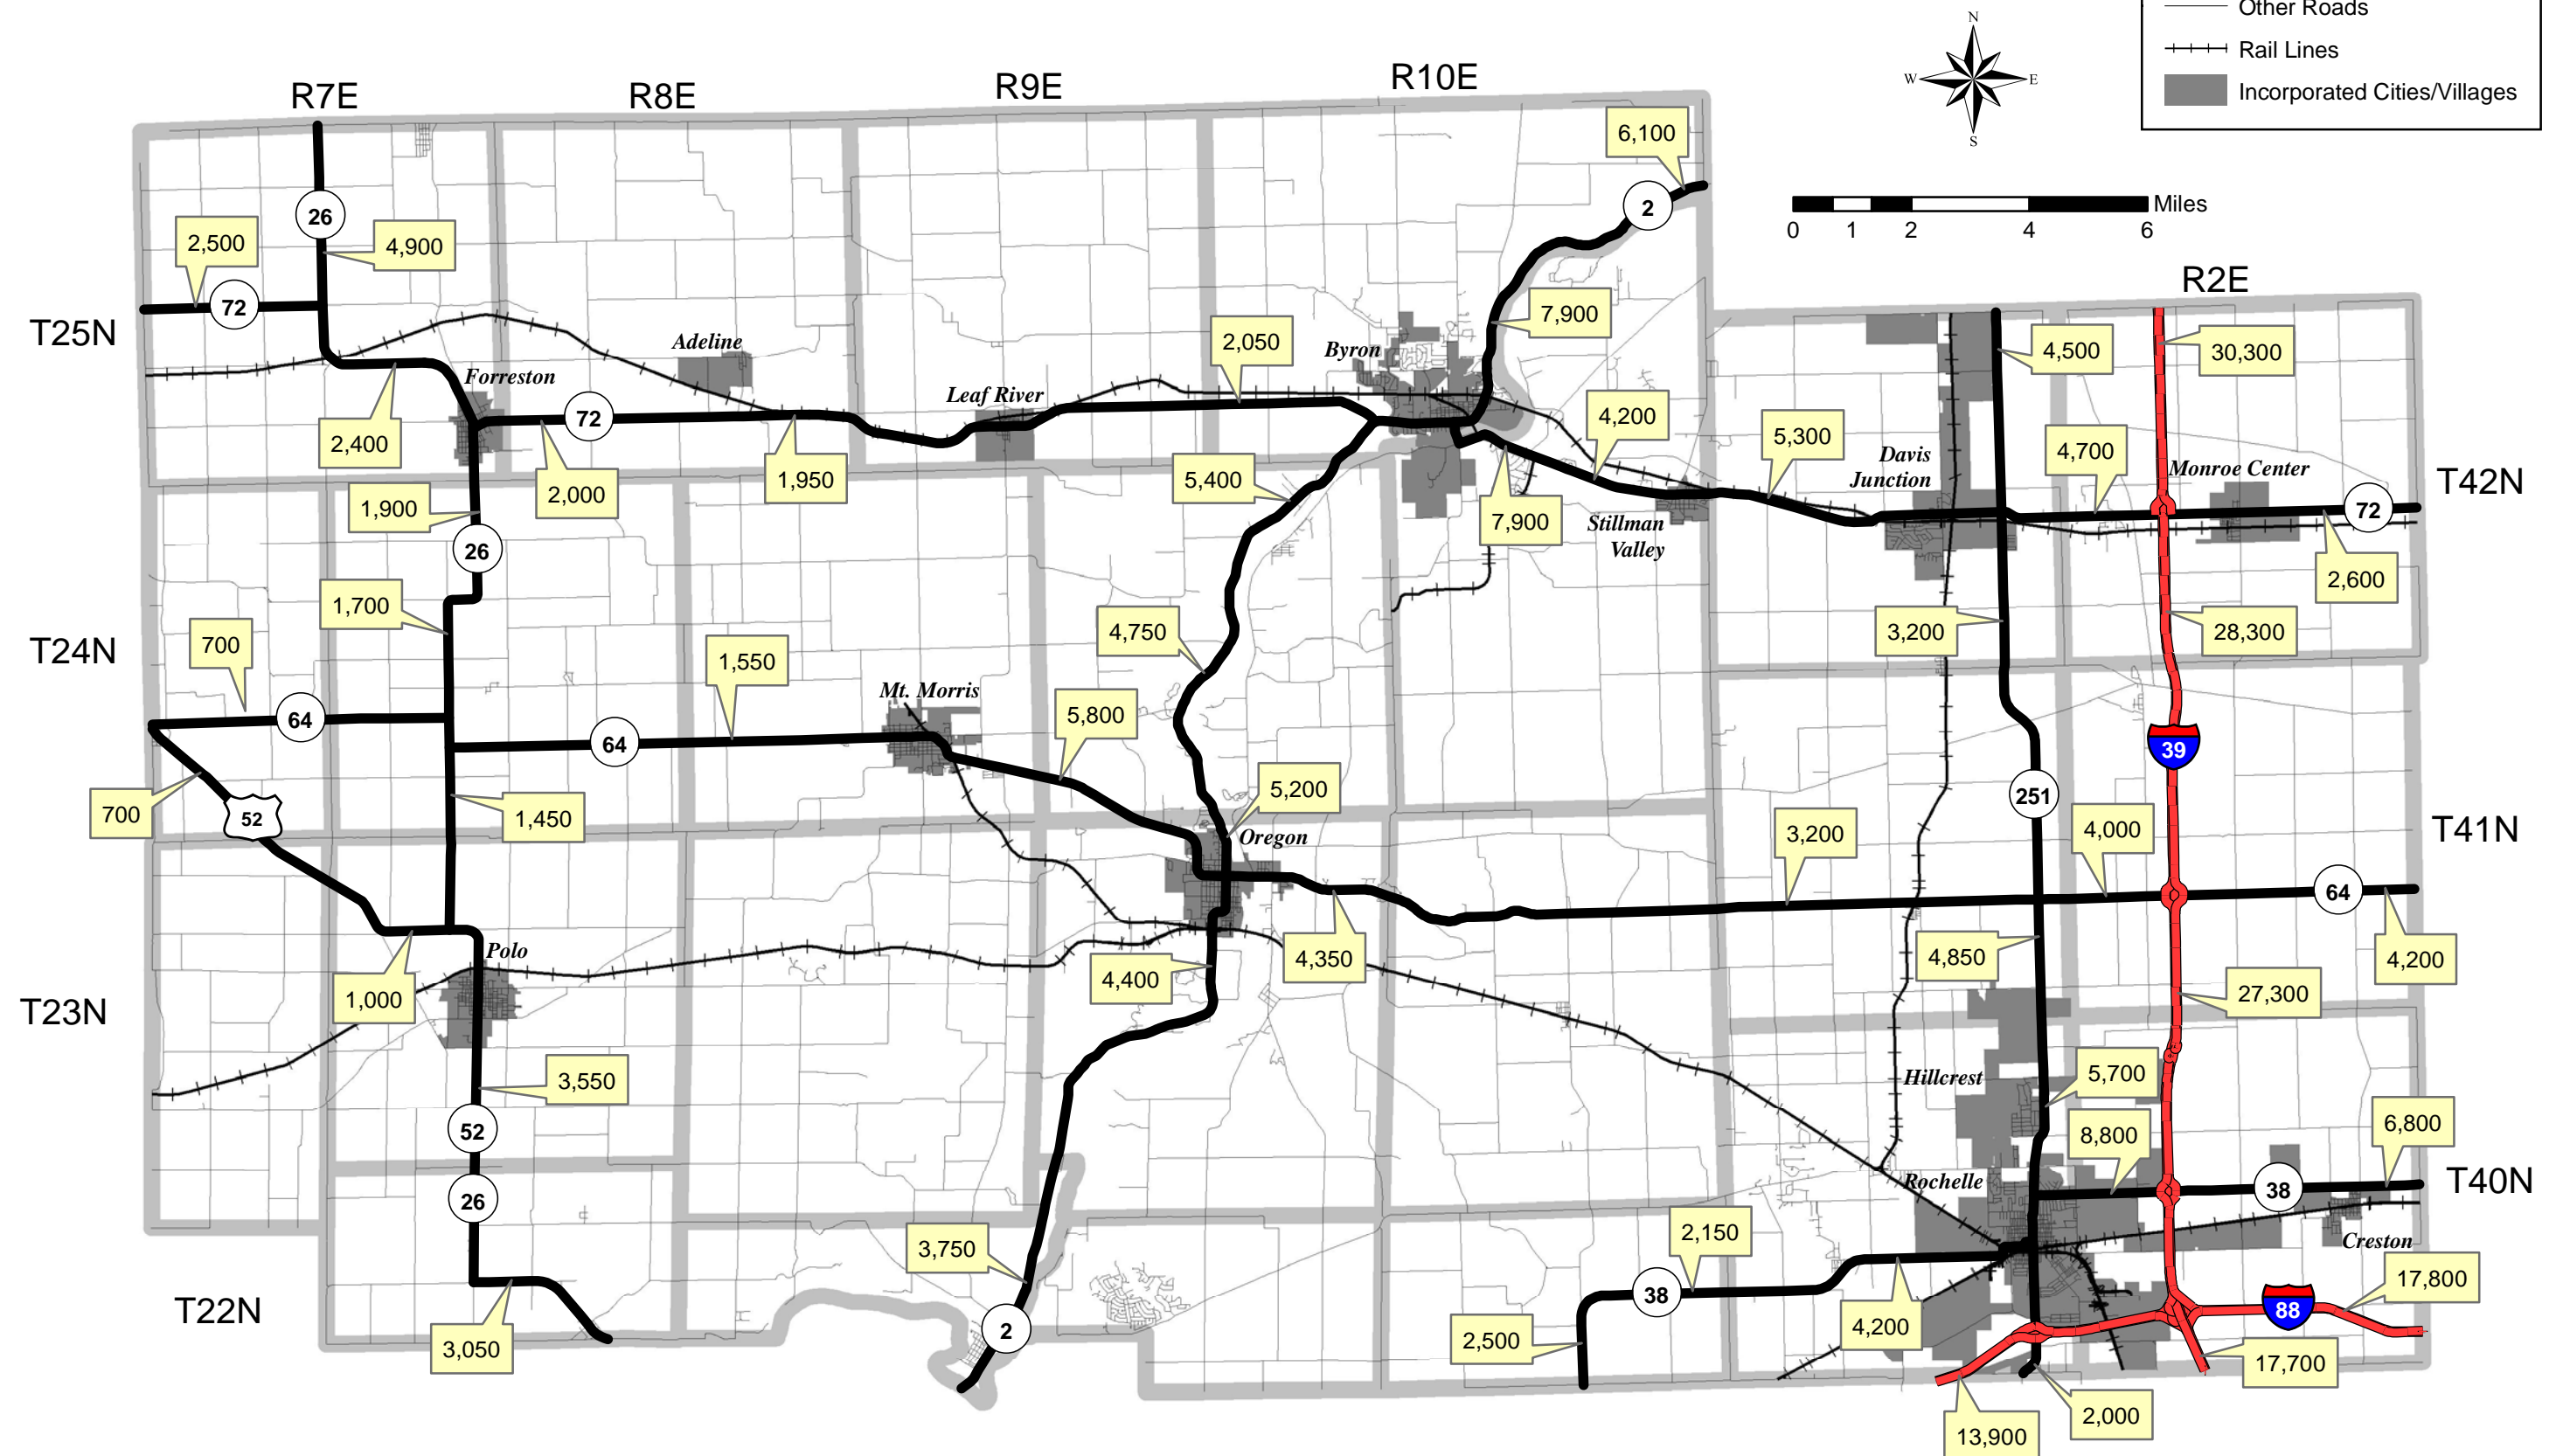 Other Roads
N
Rail Lines
W
E
Incorporated Cities/Villages
S
R7E
R8E
R9E
R10E
6,100
2
Miles
0
1
2
4
6
26
2,500
4,900
72
R2E
T25N
7,900
4,500
30,300
Adeline
2,050
Byron
Forreston
Leaf River
72
4,200
5,300
2,400
4,700
Davis
Junction
Monroe Center
T42N
2,000
1,950
5,400
1,900
7,900
Stillman
Valley
72
26
2,600
1,700
4,750
3,200
28,300
T24N
700
1,550
Mt. Morris
64
5,800
64
39
5,200
251
700
52
1,450
Oregon
3,200
4,000
T41N
64
Polo
4,400
4,350
4,850
4,200
1,000
27,300
T23N
3,550
Hillcrest
5,700
52
8,800
6,800
Rochelle
T40N
26
38
3,750
2,150
Creston
17,800
38
T22N
2
88
3,050
2,500
4,200
17,700
2,000
13,900